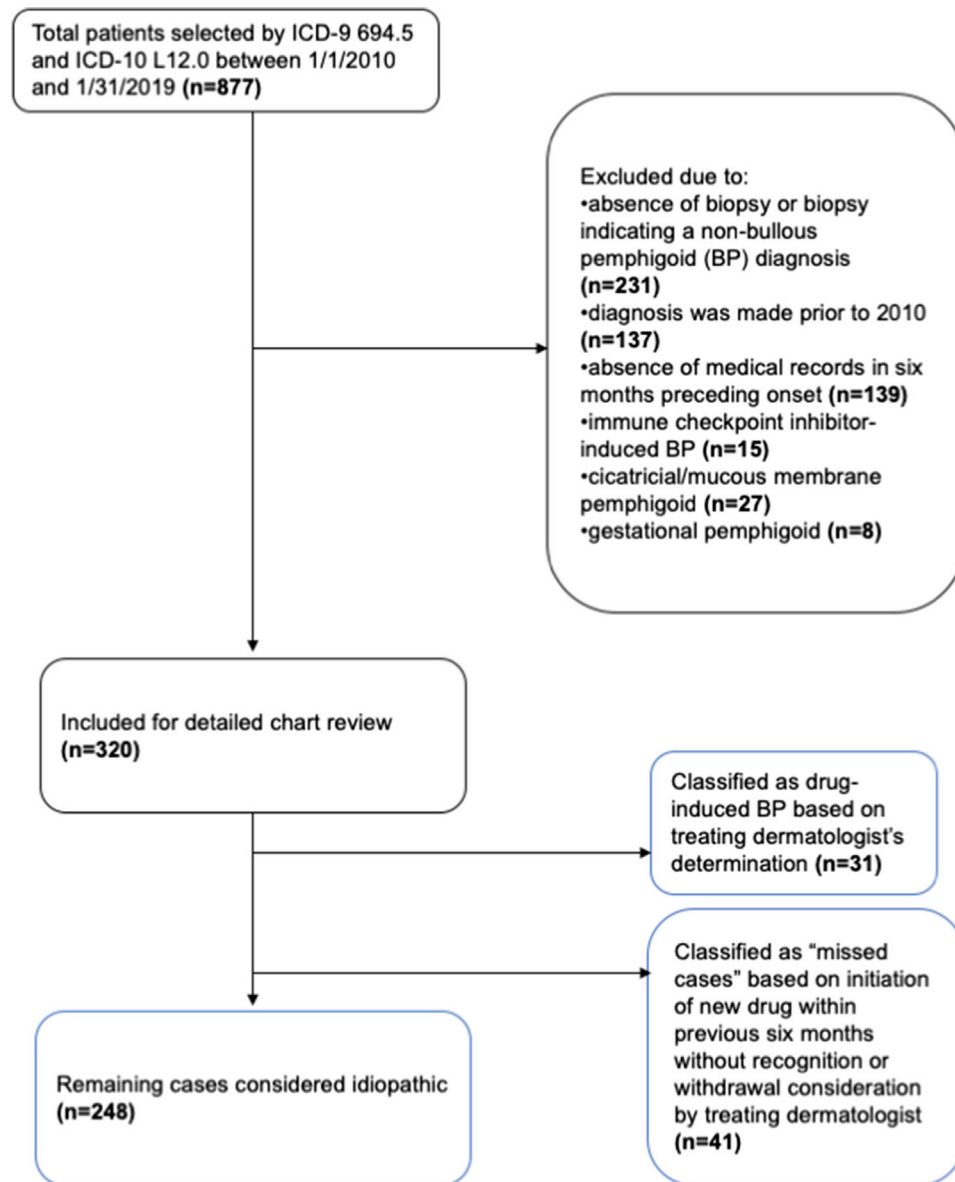 Total patients selected by ICD-9 694.5
and ICD-10 L12.0 between 1/1/2010
and 1/31/2019 (n=877)
Excluded due to:
•absence of biopsy or biopsy
indicating a non-bullous
pemphigoid (BP) diagnosis
(n=231)
•diagnosis was made prior to 2010
(n=137)
•absence of medical records in six
months preceding onset (n=139)
•immune checkpoint inhibitor-
induced BP (n=15)
•cicatricial/mucous membrane
pemphigoid (n=27)
•gestational pemphigoid (n=8)
Included for detailed chart review
(n=320)
Classified as drug-
induced BP based on
treating dermatologist's
determination (n=31)
Classified as “missed
cases” based on initiation
of new drug within
previous six months
without recognition or
withdrawal consideration
by treating dermatologist
(n=41)
Remaining cases considered idiopathic
(n=248)